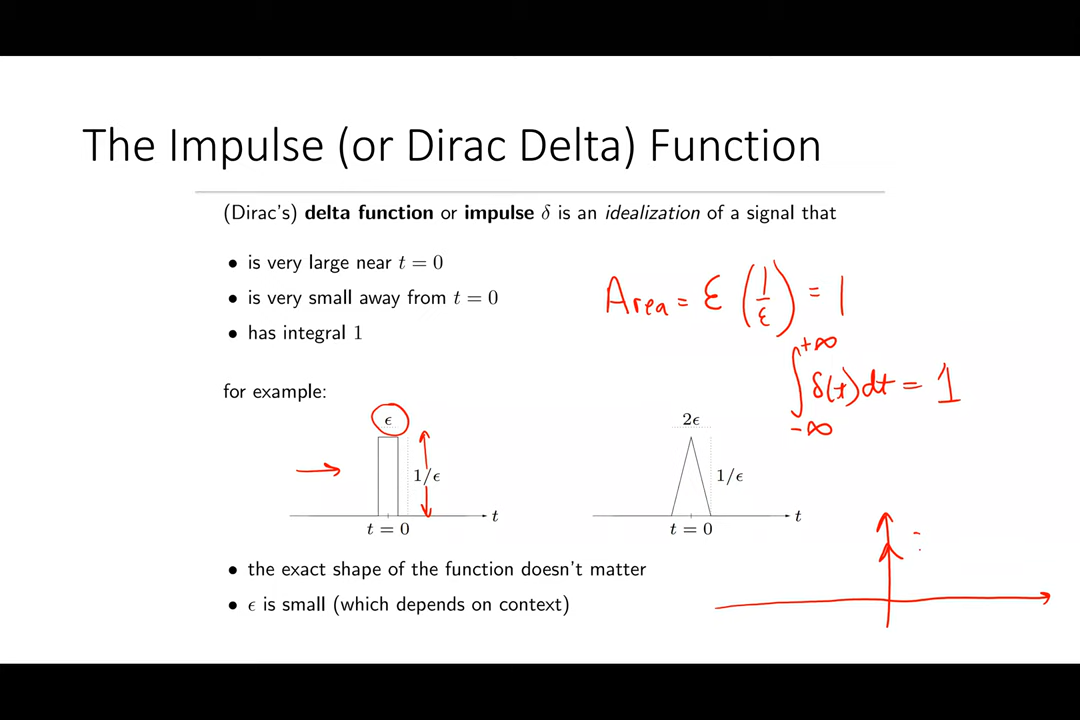 The Impulse (or Dirac Delta) Function
(Dirac's) delta function or impulse δ is an idealization of a signal that
• is very large near t = 0
• is very small away from t = 0
• has integral 1
Area = ε (1/ε) = 1
∫_{-∞}^{+∞} δ(t)dt = 1
for example:
ϵ
1/ϵ
t
t = 0
2ϵ
1/ϵ
t
t = 0
• the exact shape of the function doesn't matter
• ϵ is small (which depends on context)